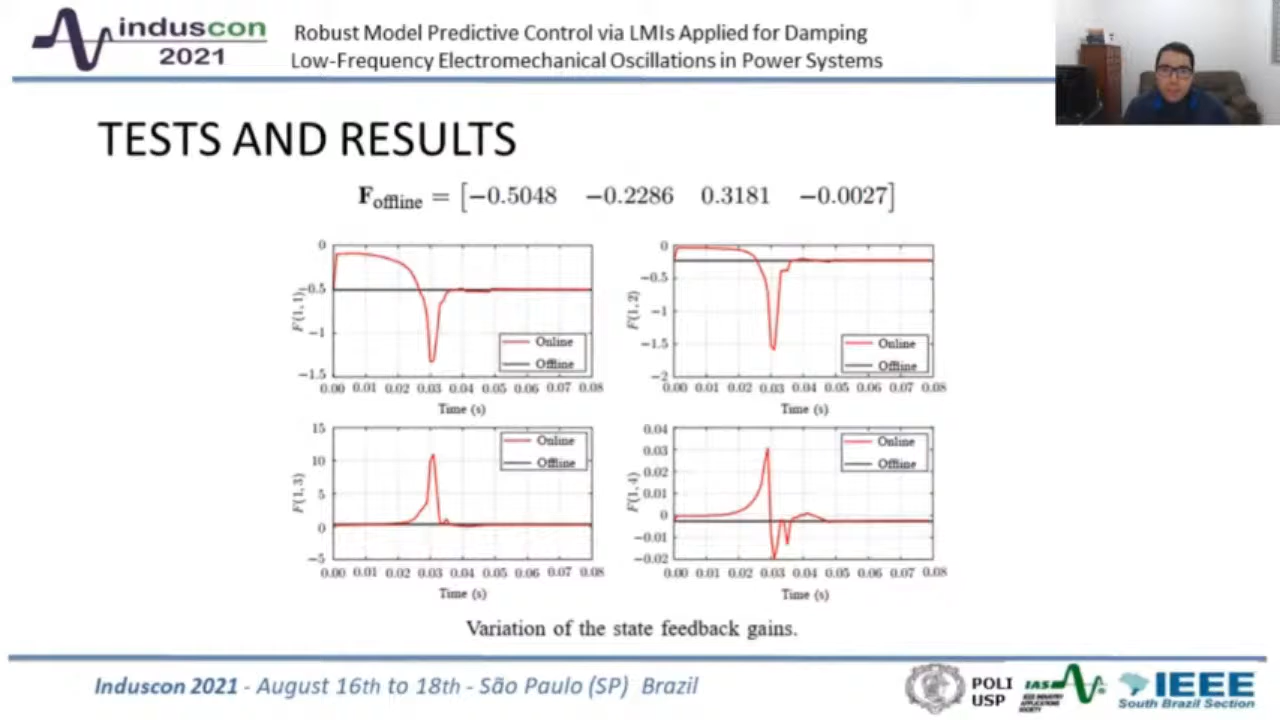 induscon
2021
Robust Model Predictive Control via LMIs Applied for Damping
Low-Frequency Electromechanical Oscillations in Power Systems
TESTS AND RESULTS
F_offline = [−0.5048 −0.2286 0.3181 −0.0027]
0
−0.5
−1
−1.5
F(1,1)
Online
Offline
0.00 0.01 0.02 0.03 0.04 0.05 0.06 0.07 0.08
Time (s)
0
−0.5
−1
−1.5
−2
F(1,2)
Online
Offline
0.00 0.01 0.02 0.03 0.04 0.05 0.06 0.07 0.08
Time (s)
15
10
5
0
−5
F(1,3)
Online
Offline
0.00 0.01 0.02 0.03 0.04 0.05 0.06 0.07 0.08
Time (s)
0.04
0.03
0.02
0.01
0
−0.01
−0.02
F(1,4)
Online
Offline
0.00 0.01 0.02 0.03 0.04 0.05 0.06 0.07 0.08
Time (s)
Variation of the state feedback gains.
Induscon 2021 - August 16th to 18th - São Paulo (SP) Brazil
POLI
USP
IAS
IEEE INDUSTRY
APPLICATIONS
SOCIETY
IEEE
South Brazil Section